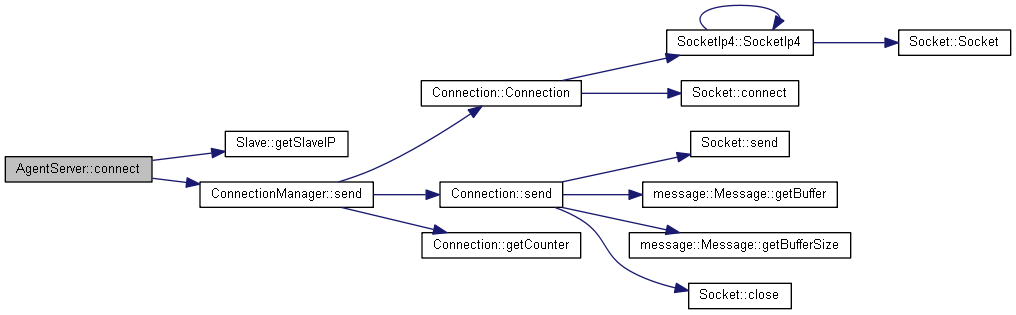 AgentServer::connect
Slave::getSlaveIP
ConnectionManager::send
Connection::Connection
Connection::send
Connection::getCounter
SocketIp4::SocketIp4
Socket::connect
Socket::send
message::Message::getBuffer
message::Message::getBufferSize
Socket::close
Socket::Socket